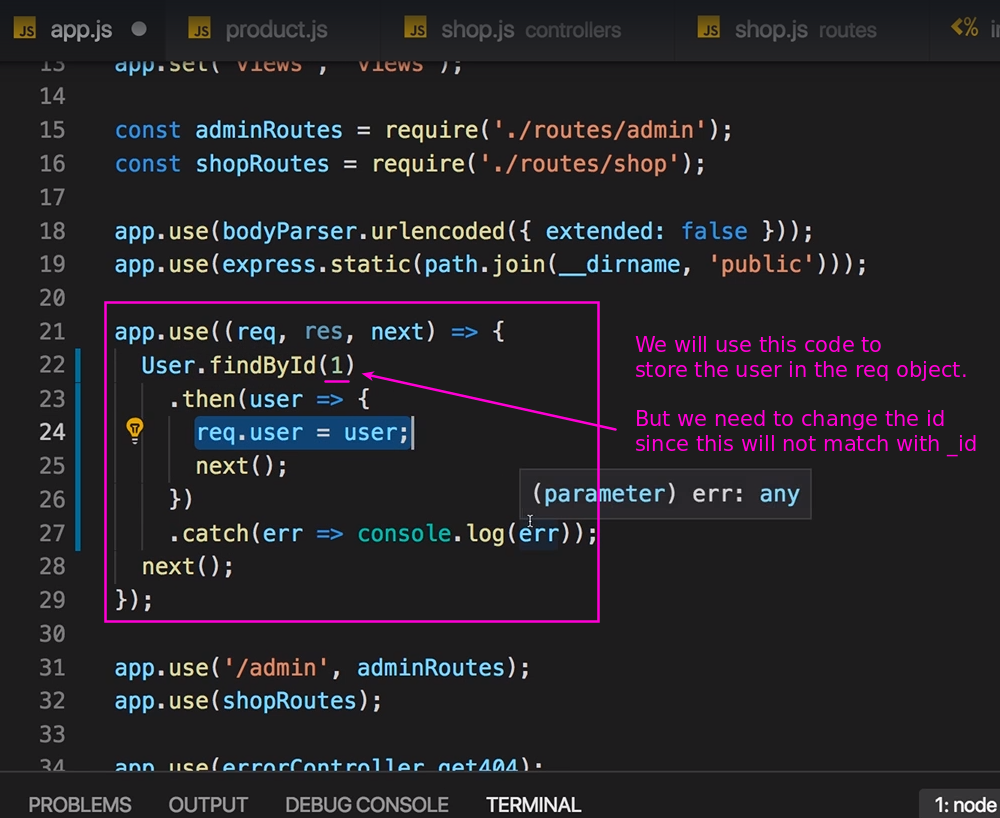 JS app.js ● JS product.js JS shop.js controllers JS shop.js routes <%
13 app.set('views', 'views');
14
15 const adminRoutes = require('./routes/admin');
16 const shopRoutes = require('./routes/shop');
17
18 app.use(bodyParser.urlencoded({ extended: false }));
19 app.use(express.static(path.join(__dirname, 'public')));
20
21 app.use((req, res, next) => {
22 User.findById(1)
23 .then(user => {
24 req.user = user;
25 next();
26 })
27 .catch(err => console.log(err));
28 next();
29 });
30
31 app.use('/admin', adminRoutes);
32 app.use(shopRoutes);
33
34 app.use(errorController.get404);
We will use this code to
store the user in the req object.
But we need to change the id
since this will not match with _id
(parameter) err: any
PROBLEMS OUTPUT DEBUG CONSOLE TERMINAL 1: node